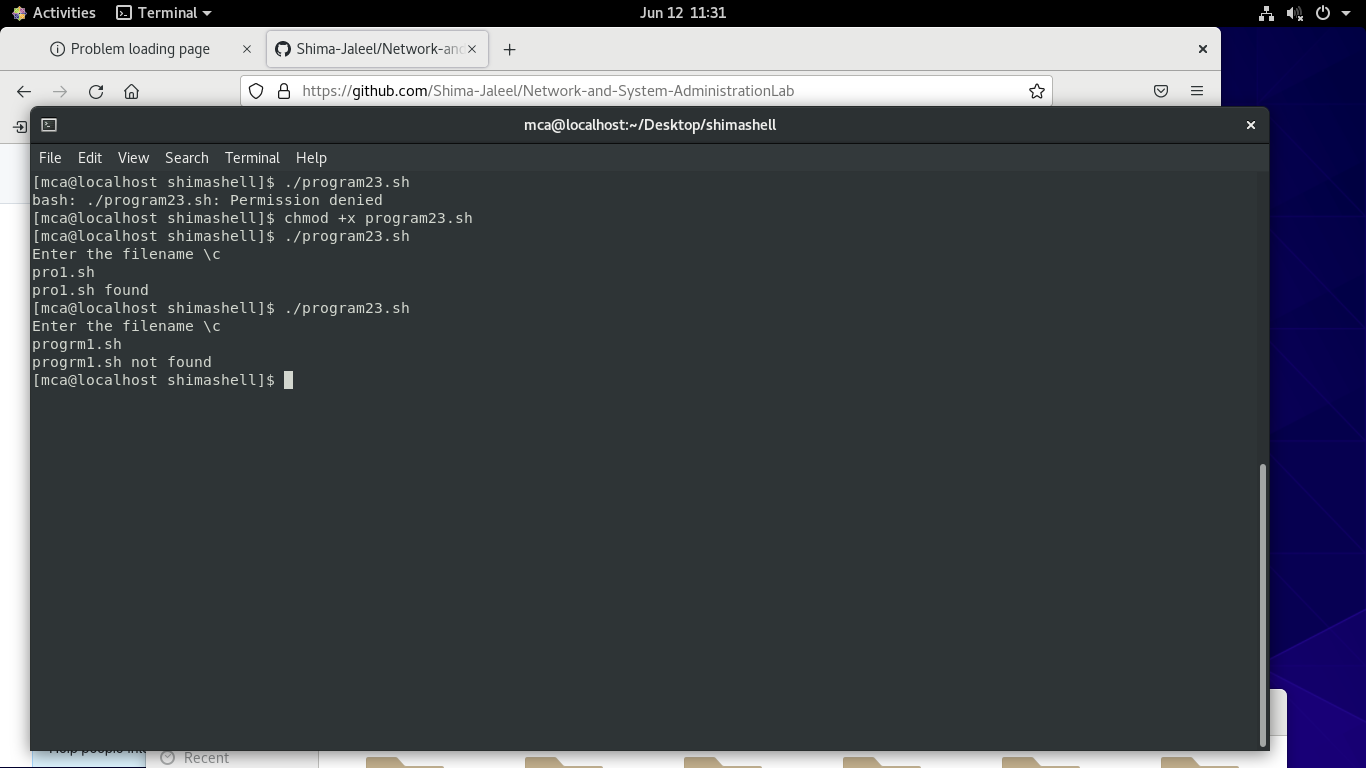 Activities Terminal Jun 12 11:31
Problem loading page Shima-Jaleel/Network-and
https://github.com/Shima-Jaleel/Network-and-System-AdministrationLab
mca@localhost:~/Desktop/shimashell
File Edit View Search Terminal Help
[mca@localhost shimashell]$ ./program23.sh
bash: ./program23.sh: Permission denied
[mca@localhost shimashell]$ chmod +x program23.sh
[mca@localhost shimashell]$ ./program23.sh
Enter the filename \c
pro1.sh
pro1.sh found
[mca@localhost shimashell]$ ./program23.sh
Enter the filename \c
progrm1.sh
progrm1.sh not found
[mca@localhost shimashell]$
Help people inte
Recent